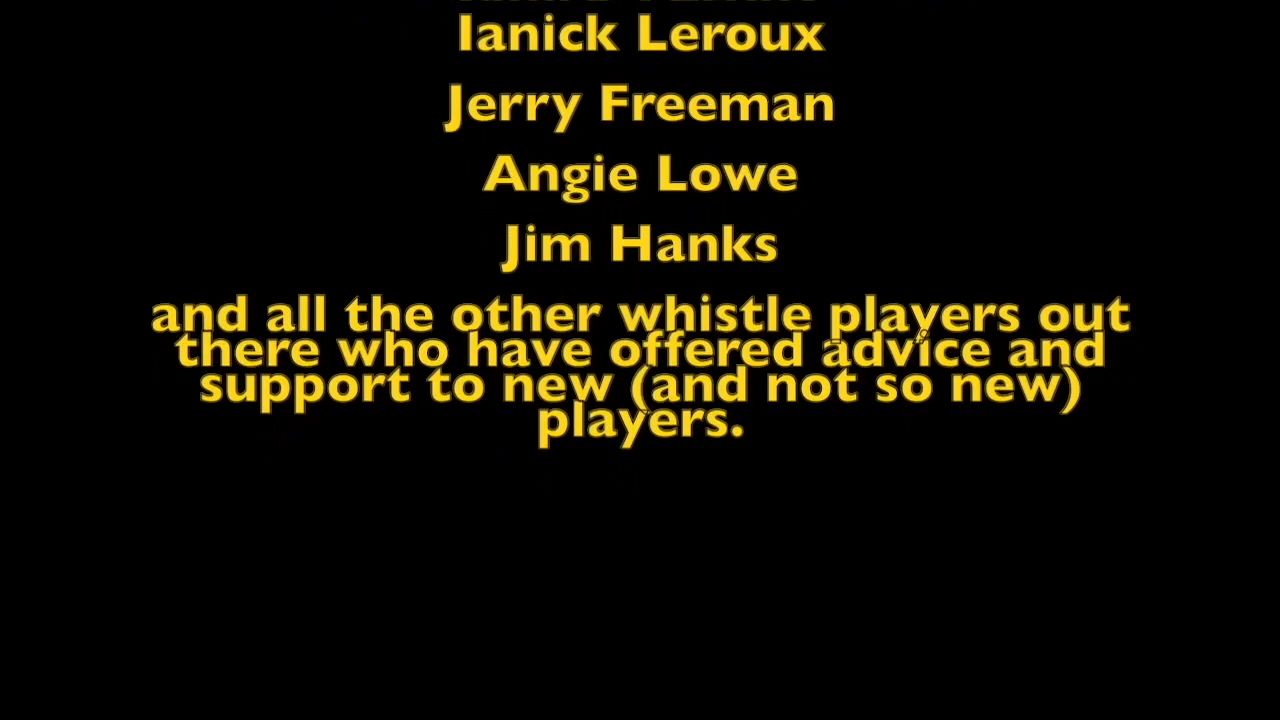 Ianick Leroux
Jerry Freeman
Angie Lowe
Jim Hanks
and all the other whistle players out
there who have offered advice and
support to new (and not so new)
players.